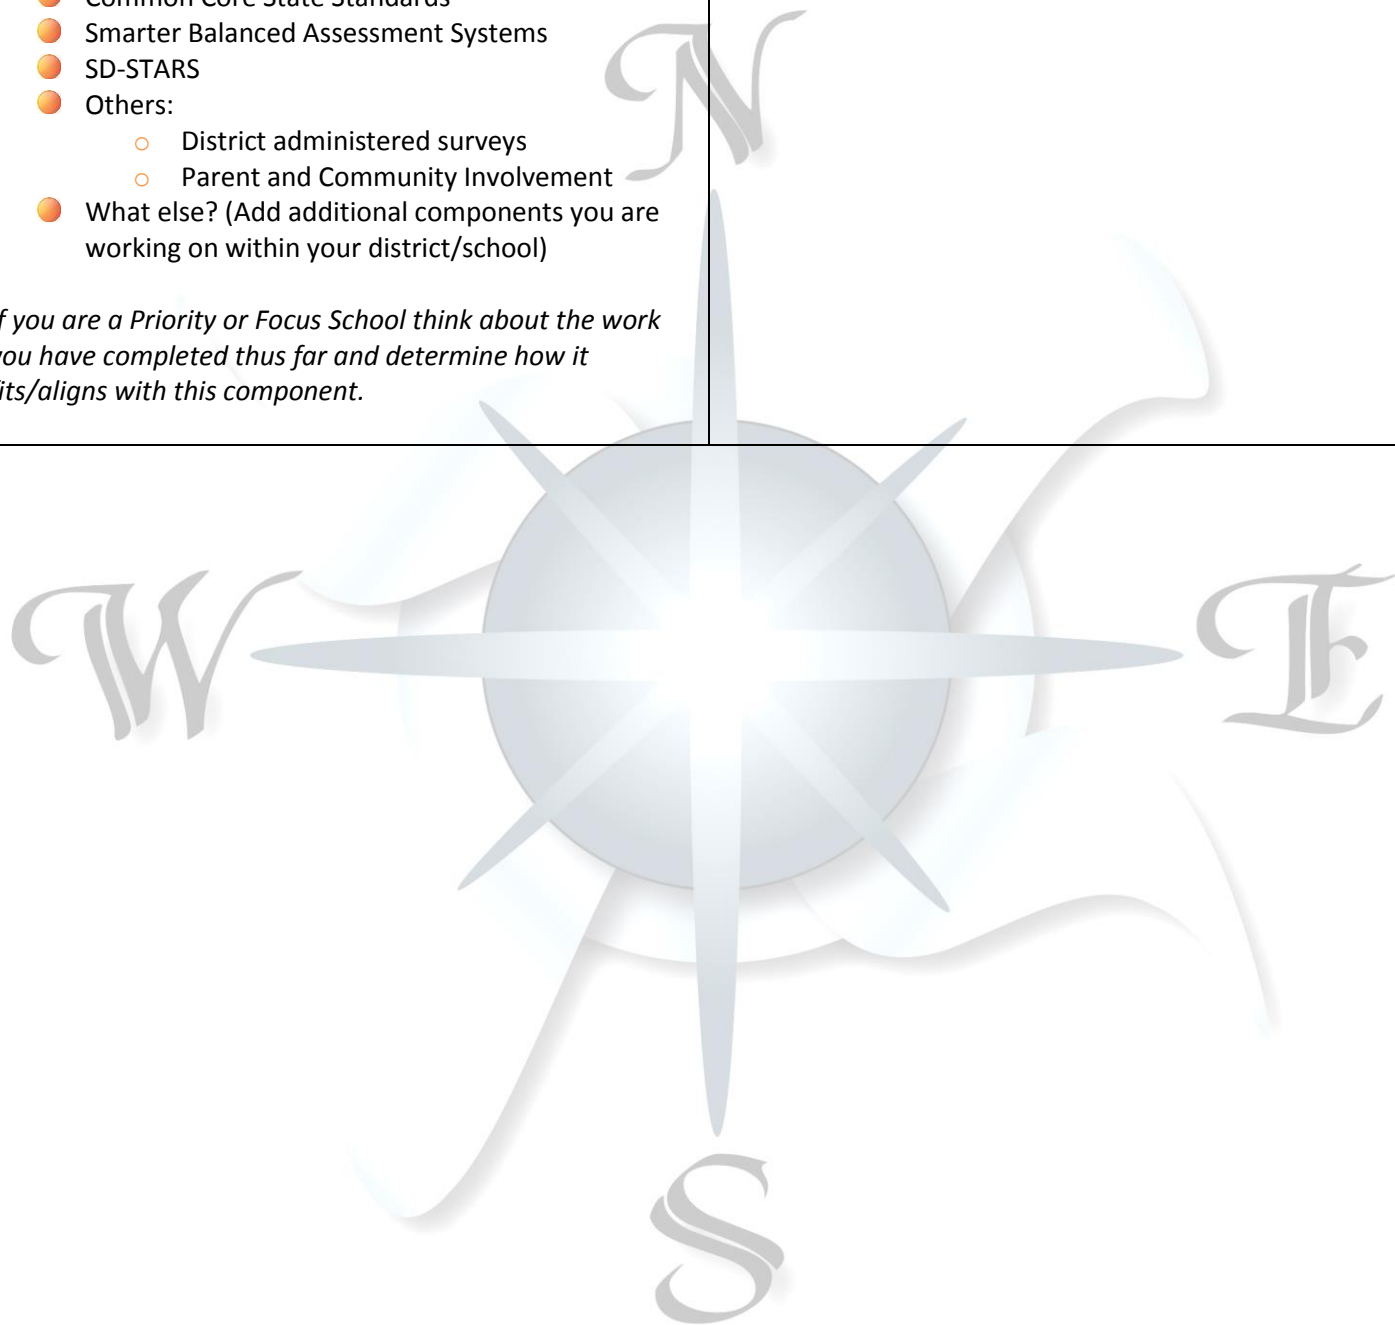 Common Core State Standards
Smarter Balanced Assessment Systems
SD-STARS
Others:
District administered surveys
Parent and Community Involvement
What else? (Add additional components you are
working on within your district/school)
f you are a Priority or Focus School think about the work
you have completed thus far and determine how it
its/aligns with this component.
N
W
E
S